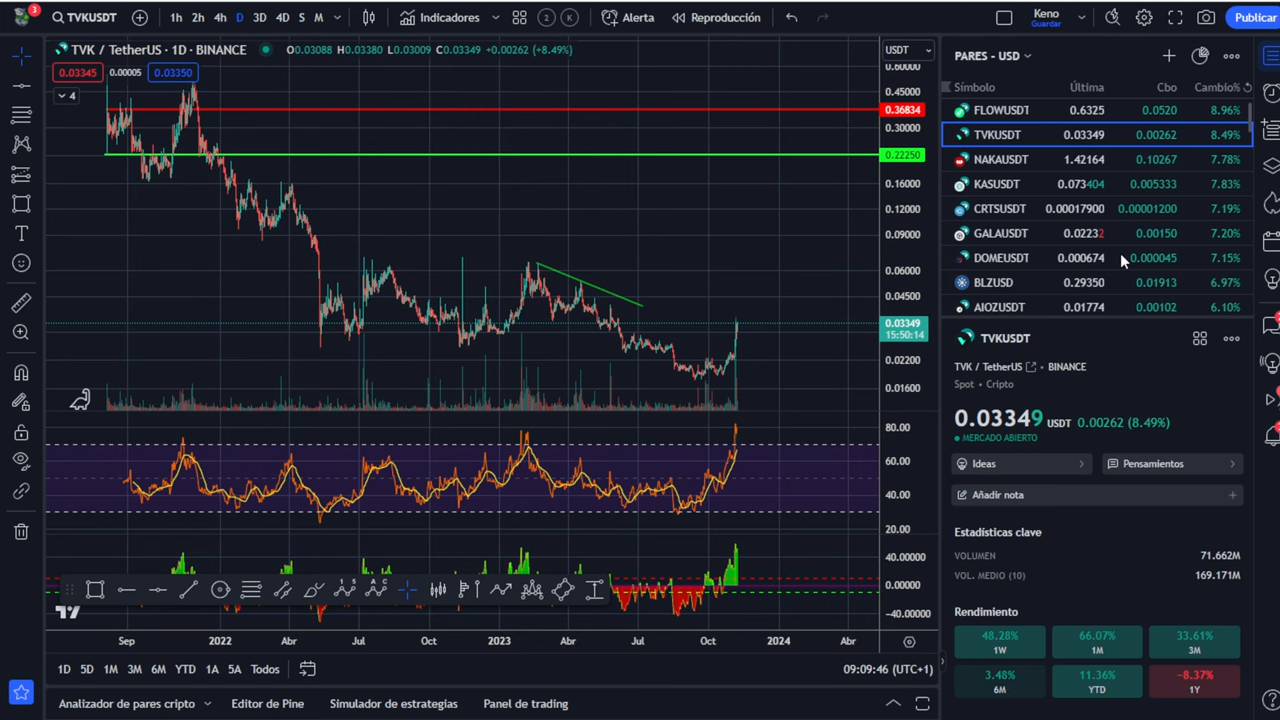 3
TVKUSDT
1h 2h 4h D 3D 4D S M
Indicadores
2 K
Alerta
Reproducción
Keno
Guardar
Publicar
TVK / TetherUS · 1D · BINANCE
O0.03088 H0.03380 L0.03009 C0.03349 +0.00262 (+8.49%)
USDT
0.03345 0.00005 0.03350
4
0.60000
0.45000
0.36834
0.30000
0.22250
0.16000
0.12000
0.09000
0.06000
0.04500
0.03349
15:50:14
0.02200
0.01600
80.00
60.00
40.00
20.00
40.00000
0.00000
-40.00000
Sep 2022 Abr Jul Oct 2023 Abr Jul Oct 2024 Abr
1D 5D 1M 3M 6M YTD 1A 5A Todos
09:09:46 (UTC+1)
Analizador de pares cripto Editor de Pine Simulador de estrategias Panel de trading
PARES - USD
Símbolo Última Cbo Cambio%
FLOWUSDT 0.6325 0.0520 8.96%
TVKUSDT 0.03349 0.00262 8.49%
NAKAUSDT 1.42164 0.10267 7.78%
KASUSDT 0.073404 0.005333 7.83%
CRTSUSDT 0.00017900 0.00001200 7.19%
GALAUSDT 0.02232 0.00150 7.20%
DOMEUSDT 0.000674 0.000045 7.15%
BLZUSD 0.29350 0.01913 6.97%
AIOZUSDT 0.01774 0.00102 6.10%
TVKUSDT
TVK / TetherUS · BINANCE
Spot · Cripto
0.03349 USDT 0.00262 (8.49%)
MERCADO ABIERTO
Ideas
Pensamientos
Añadir nota
Estadísticas clave
VOLUMEN 71.662M
VOL. MEDIO (10) 169.171M
Rendimiento
48.28% 66.07% 33.61%
1W 1M 3M
3.48% 11.36% -8.37%
6M YTD 1Y